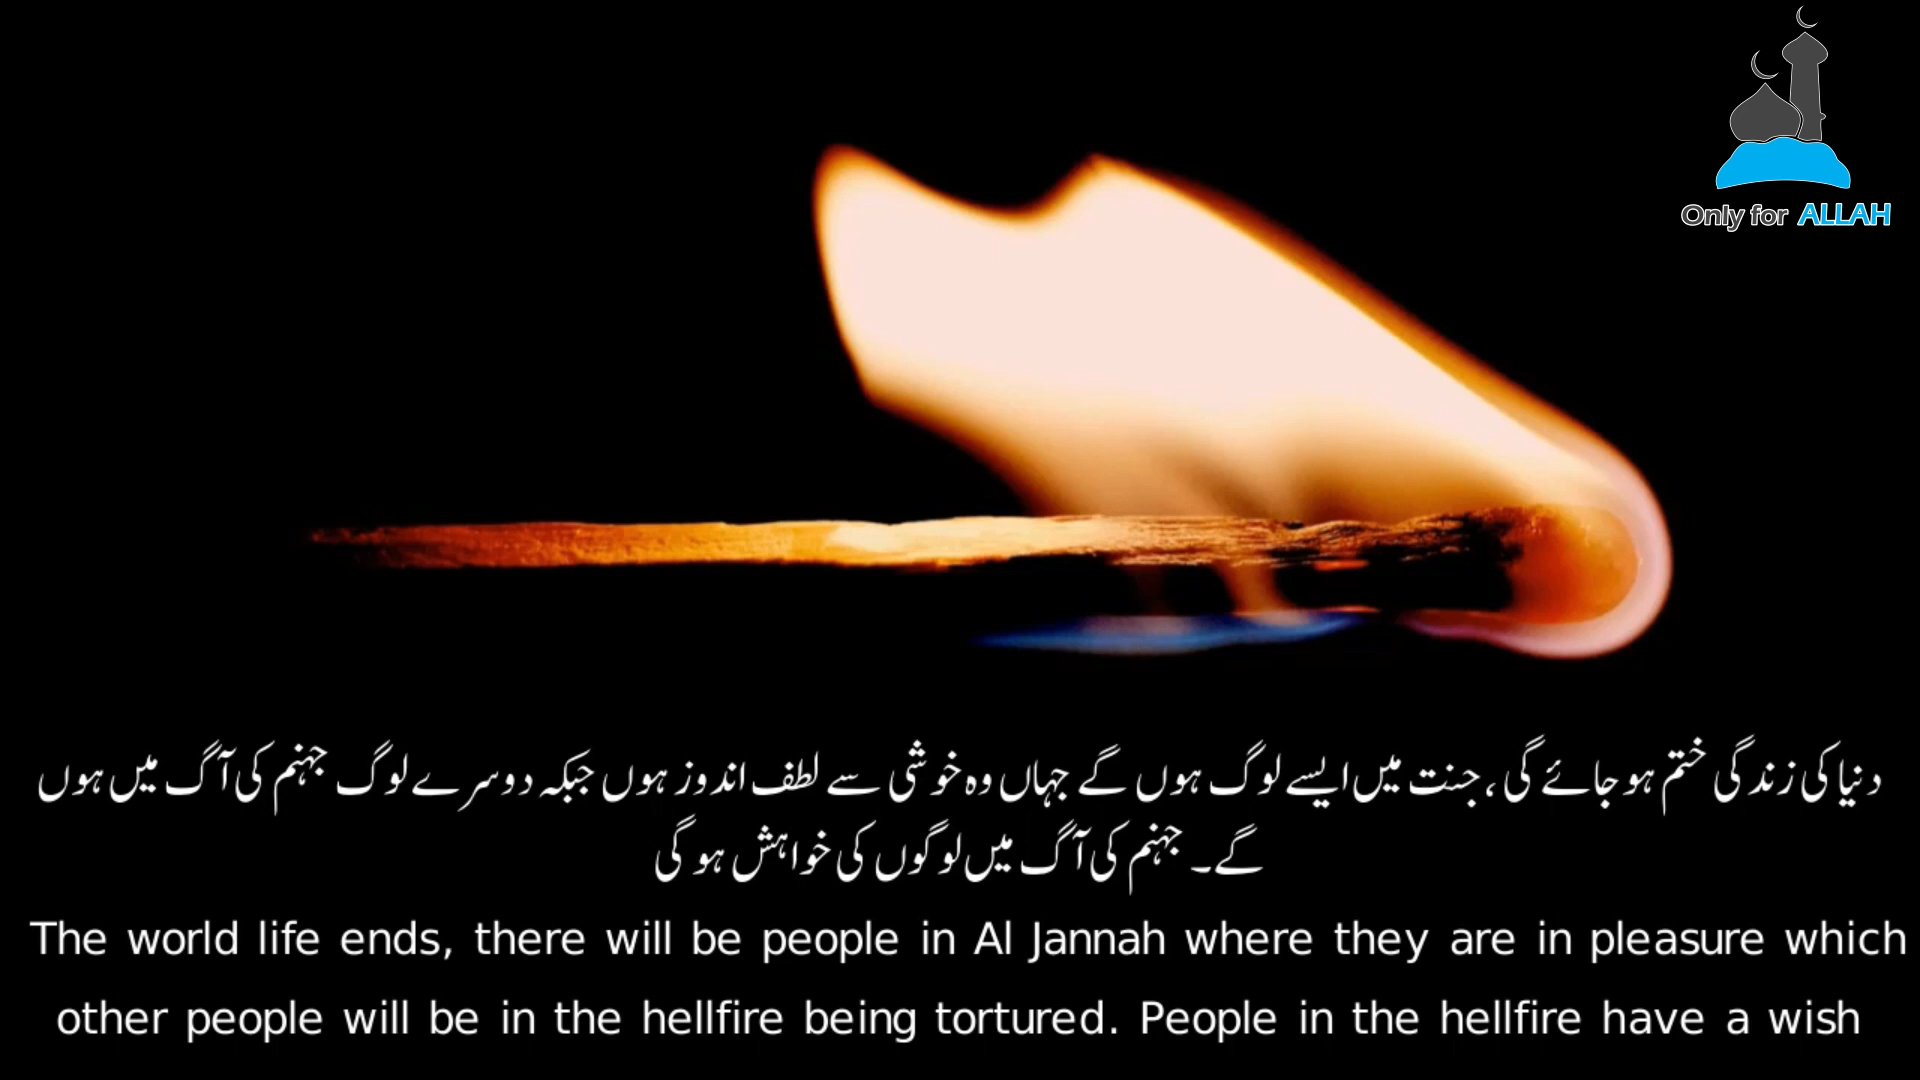 Only for ALLAH
دنیا کی زندگی ختم ہو جائے گی، جنت میں ایسے لوگ ہوں گے جہاں وہ خوشی سے لطف اندوز ہوں جبکہ دوسرے لوگ جہنم کی آگ میں ہوں
گے۔ جہنم کی آگ میں لوگوں کی خواہش ہو گی
The world life ends, there will be people in Al Jannah where they are in pleasure which
other people will be in the hellfire being tortured. People in the hellfire have a wish